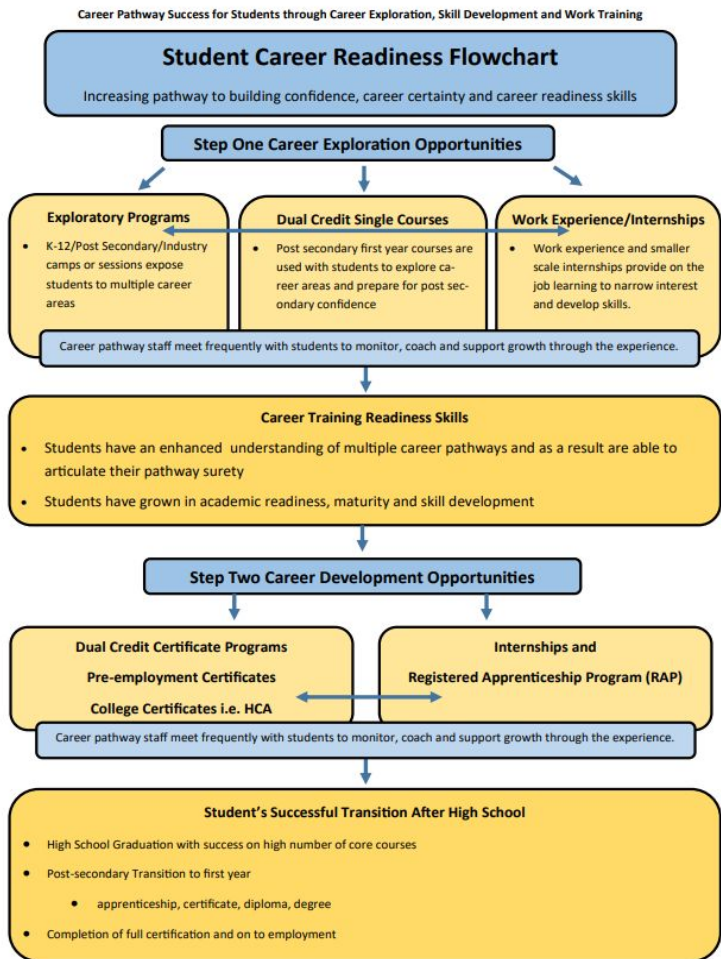 Career Pathway Success for Students through Career Exploration, Skill Development and Work Training
Student Career Readiness Flowchart
Increasing pathway to building confidence, career certainty and career readiness skills
Step One Career Exploration Opportunities
Exploratory Programs
• K-12/Post Secondary/Industry
camps or sessions expose
students to multiple career
areas
Dual Credit Single Courses
• Post secondary first year courses are
used with students to explore ca-
reer areas and prepare for post sec-
ondary confidence
Work Experience/Internships
• Work experience and smaller
scale internships provide on the
job learning to narrow interest
and develop skills.
Career pathway staff meet frequently with students to monitor, coach and support growth through the experience.
Career Training Readiness Skills
• Students have an enhanced understanding of multiple career pathways and as a result are able to
articulate their pathway surety
• Students have grown in academic readiness, maturity and skill development
Step Two Career Development Opportunities
Dual Credit Certificate Programs
Pre-employment Certificates
College Certificates i.e. HCA
Internships and
Registered Apprenticeship Program (RAP)
Career pathway staff meet frequently with students to monitor, coach and support growth through the experience.
Student's Successful Transition After High School
• High School Graduation with success on high number of core courses
• Post-secondary Transition to first year
• apprenticeship, certificate, diploma, degree
• Completion of full certification and on to employment